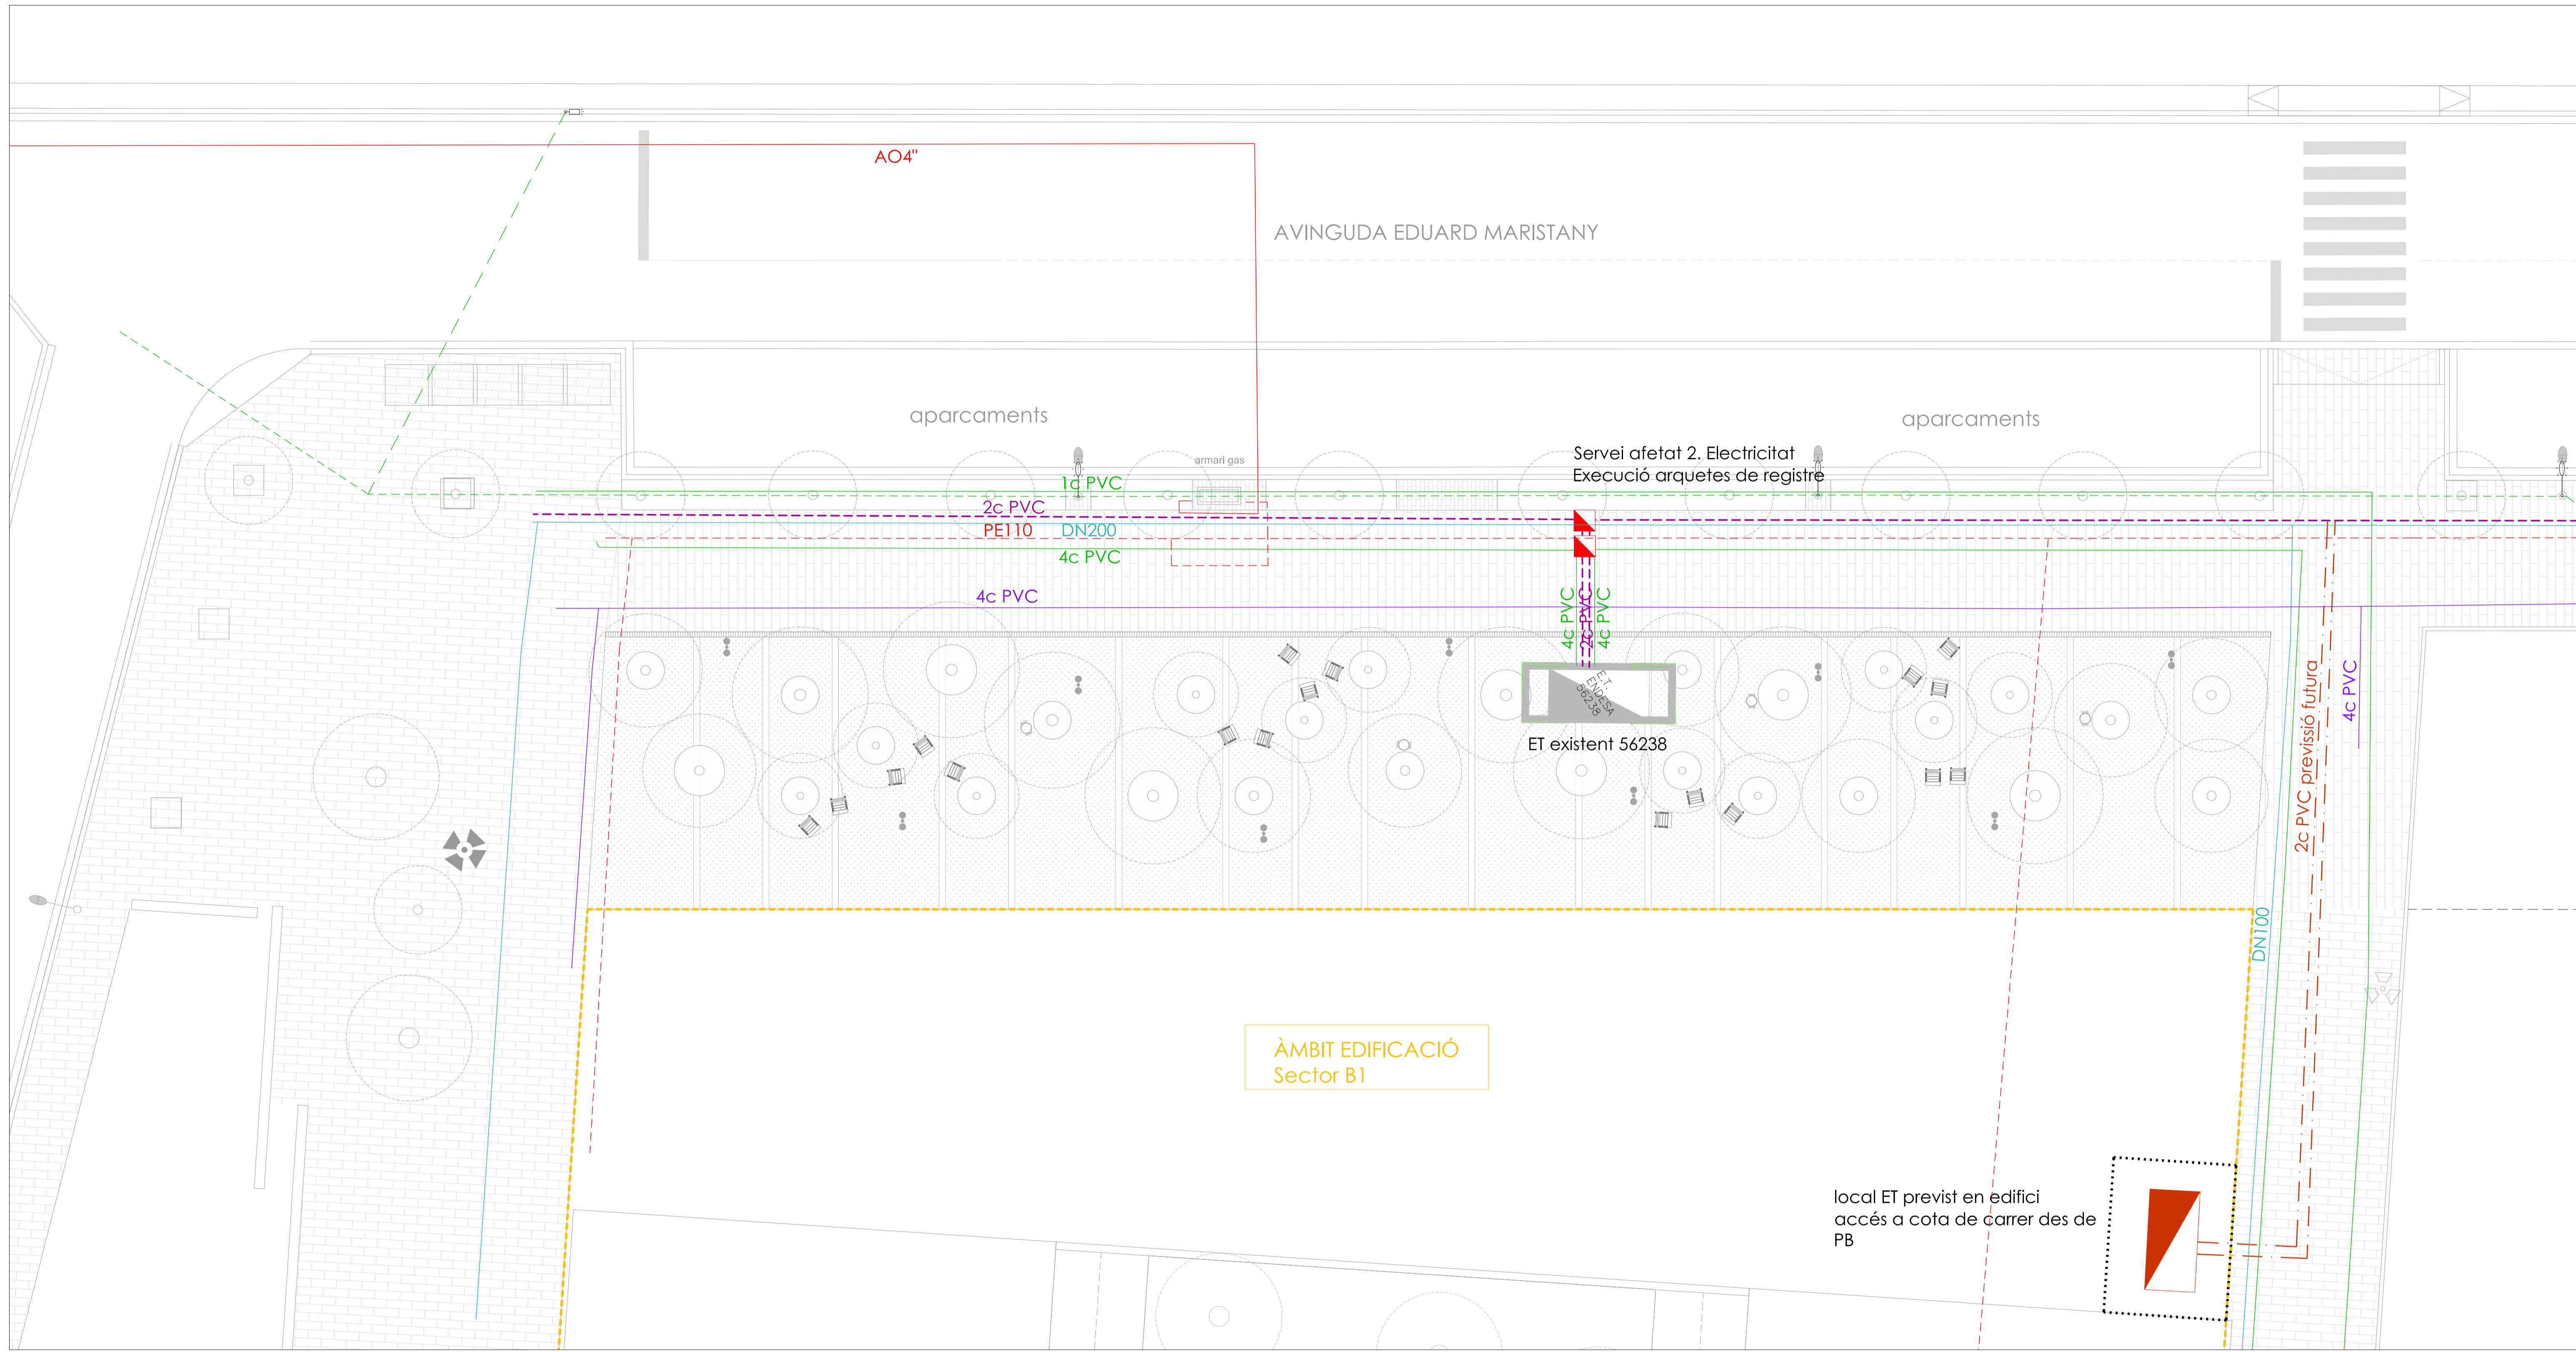 AO4"
AVINGUDA EDUARD MARISTANY
aparcaments
aparcaments
Servei afetat 2. Electricitat
Execució arquetes de registre
armari gas
1c PVC
2c PVC
PE110
DN200
4c PVC
4c PVC
4c PVC
2c PVC
4c PVC
E.T.
ENDESA
56238
ET existent 56238
2c PVC previssió futura
4c PVC
DN100
ÀMBIT EDIFICACIÓ
Sector B1
local ET previst en edifici
accés a cota de carrer des de
PB